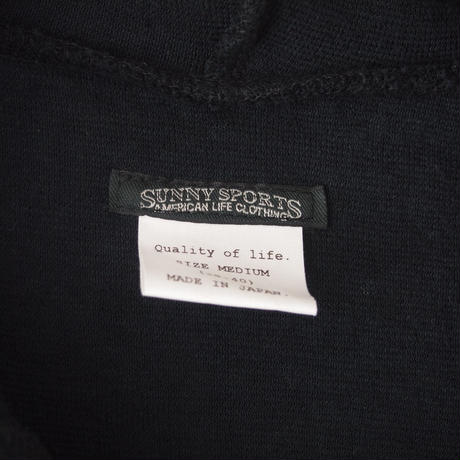 SUNNY SPORTS
AMERICAN LIFE CLOTHING
Quality of life.
SIZE MEDIUM
MADE IN JAPAN.